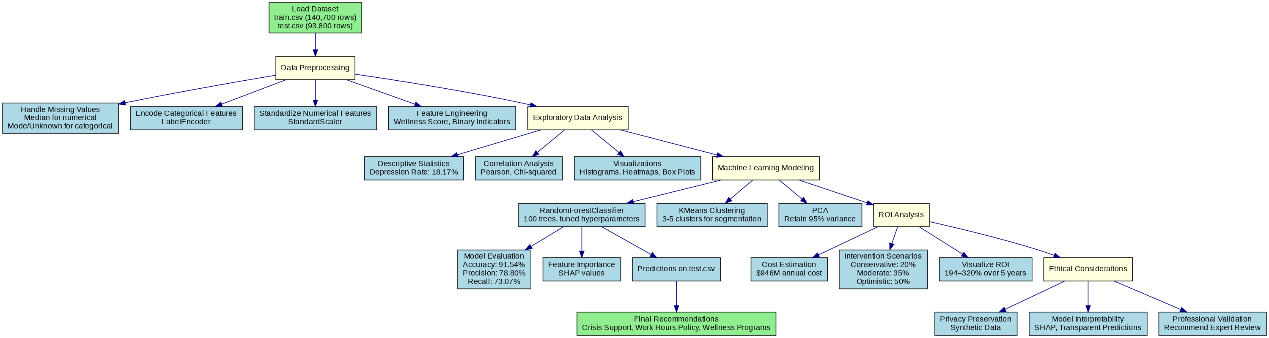 Load Dataset
train.csv (140,700 rows)
test.csv (93,800 rows)
Data Preprocessing
Handle Missing Values
Median for numerical
Mode/Unknown for categorical
Encode Categorical Features
LabelEncoder
Standardize Numerical Features
StandardScaler
Feature Engineering
Wellness Score, Binary Indicators
Exploratory Data Analysis
Descriptive Statistics
Depression Rate: 18.17%
Correlation Analysis
Pearson, Chi-squared
Visualizations
Histograms, Heatmaps, Box Plots
Machine Learning Modeling
RandomForestClassifier
100 trees, tuned hyperparameters
KMeans Clustering
3-5 clusters for segmentation
PCA
Retain 95% variance
ROI Analysis
Model Evaluation
Accuracy: 91.54%
Precision: 78.80%
Recall: 73.07%
Feature Importance
SHAP values
Predictions on test.csv
Cost Estimation
$946M annual cost
Intervention Scenarios
Conservative: 20%
Moderate: 35%
Optimistic: 50%
Visualize ROI
194–320% over 5 years
Ethical Considerations
Final Recommendations
Crisis Support, Work Hours Policy, Wellness Programs
Privacy Preservation
Synthetic Data
Model Interpretability
SHAP, Transparent Predictions
Professional Validation
Recommend Expert Review